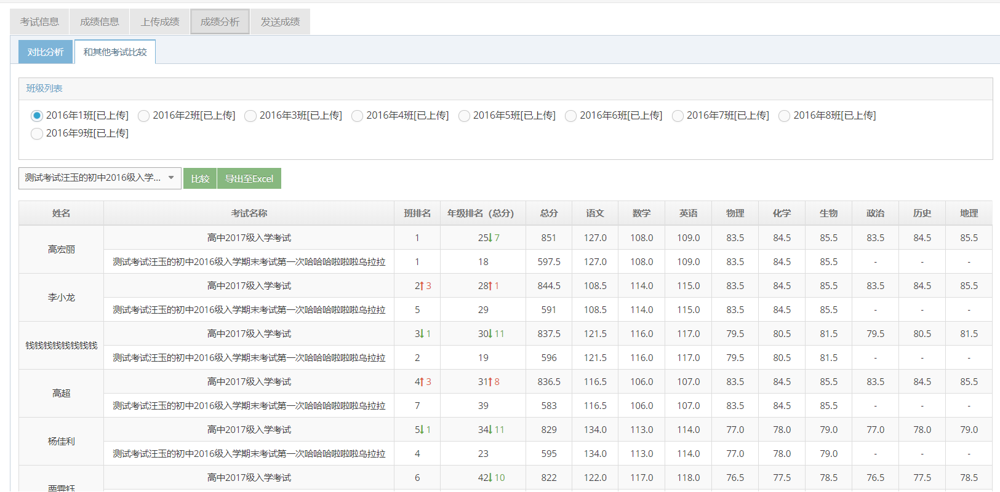 考试信息 成绩信息 上传成绩 成绩分析 发送成绩
对比分析 和其他考试比较
班级列表
2016年1班[已上传] 2016年2班[已上传] 2016年3班[已上传] 2016年4班[已上传] 2016年5班[已上传] 2016年6班[已上传] 2016年7班[已上传] 2016年8班[已上传]
2016年9班[已上传]
测试考试汪玉的初中2016级入学... 比较 导出至Excel
姓名 考试名称 班排名 年级排名（总分） 总分 语文 数学 英语 物理 化学 生物 政治 历史 地理
高宏丽 高中2017级入学考试 1 25↓7 851 127.0 108.0 109.0 83.5 84.5 85.5 83.5 84.5 85.5
测试考试汪玉的初中2016级入学期末考试第一次哈哈哈啦啦啦乌拉拉 1 18 597.5 127.0 108.0 109.0 83.5 84.5 85.5 - - -
李小龙 高中2017级入学考试 2↑3 28↑1 844.5 108.5 114.0 115.0 83.5 84.5 85.5 83.5 84.5 85.5
测试考试汪玉的初中2016级入学期末考试第一次哈哈哈啦啦啦乌拉拉 5 29 591 108.5 114.0 115.0 83.5 84.5 85.5 - - -
钱钱钱钱钱钱钱钱 高中2017级入学考试 3↓1 30↓11 837.5 121.5 116.0 117.0 79.5 80.5 81.5 79.5 80.5 81.5
测试考试汪玉的初中2016级入学期末考试第一次哈哈哈啦啦啦乌拉拉 2 19 596 121.5 116.0 117.0 79.5 80.5 81.5 - - -
高超 高中2017级入学考试 4↑3 31↑8 836.5 116.5 106.0 107.0 83.5 84.5 85.5 83.5 84.5 85.5
测试考试汪玉的初中2016级入学期末考试第一次哈哈哈啦啦啦乌拉拉 7 39 583 116.5 106.0 107.0 83.5 84.5 85.5 - - -
杨佳利 高中2017级入学考试 5↓1 34↓11 829 134.0 113.0 114.0 77.0 78.0 79.0 77.0 78.0 79.0
测试考试汪玉的初中2016级入学期末考试第一次哈哈哈啦啦啦乌拉拉 4 23 595 134.0 113.0 114.0 77.0 78.0 79.0 - - -
高中2017级入学考试 6 42↓10 822 122.0 117.0 118.0 76.5 77.5 78.5 76.5 77.5 78.5